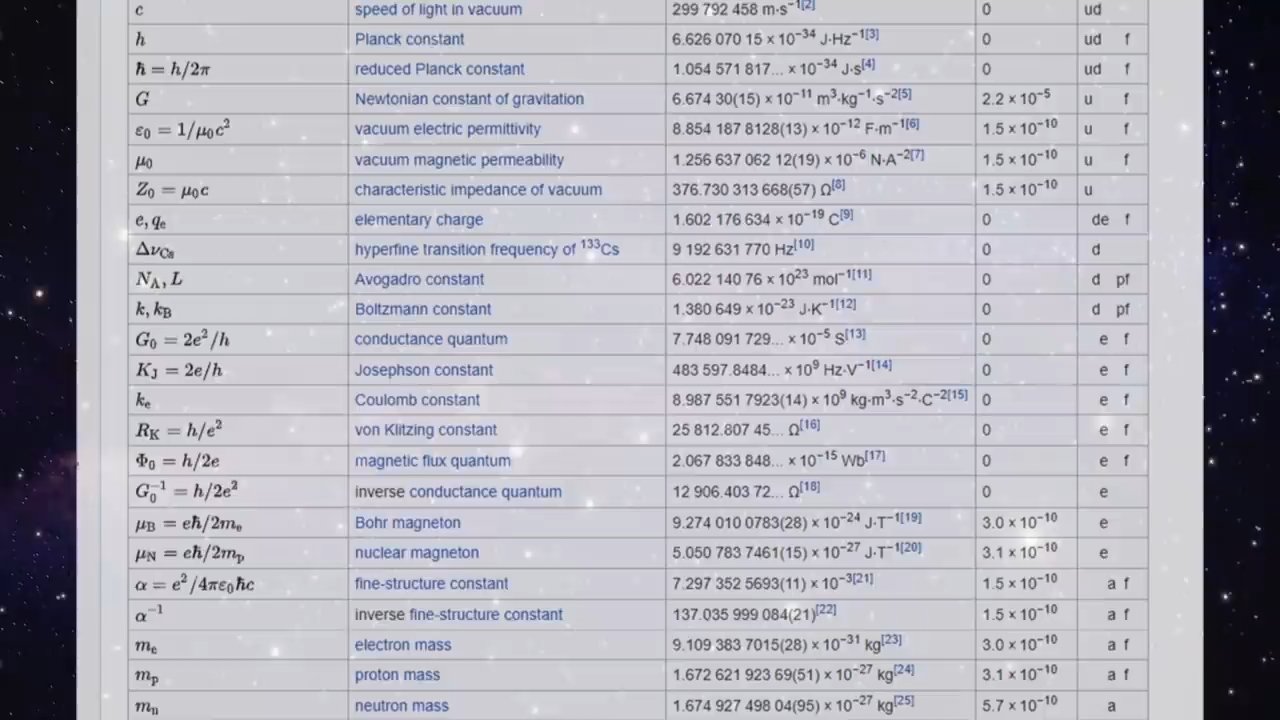 c speed of light in vacuum 299 792 458 m⋅s⁻¹[2] 0 ud
h Planck constant 6.626 070 15 × 10⁻³⁴ J⋅Hz⁻¹[3] 0 ud f
ℏ = h/2π reduced Planck constant 1.054 571 817... × 10⁻³⁴ J⋅s[4] 0 ud f
G Newtonian constant of gravitation 6.674 30(15) × 10⁻¹¹ m³⋅kg⁻¹⋅s⁻²[5] 2.2 × 10⁻⁵ u f
ε₀ = 1/μ₀c² vacuum electric permittivity 8.854 187 8128(13) × 10⁻¹² F⋅m⁻¹[6] 1.5 × 10⁻¹⁰ u f
μ₀ vacuum magnetic permeability 1.256 637 062 12(19) × 10⁻⁶ N⋅A⁻²[7] 1.5 × 10⁻¹⁰ u f
Z₀ = μ₀c characteristic impedance of vacuum 376.730 313 668(57) Ω[8] 1.5 × 10⁻¹⁰ u
e, qₑ elementary charge 1.602 176 634 × 10⁻¹⁹ C[9] 0 de f
Δν_Cs hyperfine transition frequency of ¹³³Cs 9 192 631 770 Hz[10] 0 d
N_A, L Avogadro constant 6.022 140 76 × 10²³ mol⁻¹[11] 0 d pf
k, k_B Boltzmann constant 1.380 649 × 10⁻²³ J⋅K⁻¹[12] 0 d pf
G₀ = 2e²/h conductance quantum 7.748 091 729... × 10⁻⁵ S[13] 0 e f
K_J = 2e/h Josephson constant 483 597.8484... × 10⁹ Hz⋅V⁻¹[14] 0 e f
kₑ Coulomb constant 8.987 551 7923(14) × 10⁹ kg⋅m³⋅s⁻²⋅C⁻²[15] 0 e f
R_K = h/e² von Klitzing constant 25 812.807 45... Ω[16] 0 e f
Φ₀ = h/2e magnetic flux quantum 2.067 833 848... × 10⁻¹⁵ Wb[17] 0 e f
G₀⁻¹ = h/2e² inverse conductance quantum 12 906.403 72... Ω[18] 0 e
μ_B = eℏ/2mₑ Bohr magneton 9.274 010 0783(28) × 10⁻²⁴ J⋅T⁻¹[19] 3.0 × 10⁻¹⁰ e
μ_N = eℏ/2mₚ nuclear magneton 5.050 783 7461(15) × 10⁻²⁷ J⋅T⁻¹[20] 3.1 × 10⁻¹⁰ e
α = e²/4πε₀ℏc fine-structure constant 7.297 352 5693(11) × 10⁻³[21] 1.5 × 10⁻¹⁰ a f
α⁻¹ inverse fine-structure constant 137.035 999 084(21)[22] 1.5 × 10⁻¹⁰ a f
mₑ electron mass 9.109 383 7015(28) × 10⁻³¹ kg[23] 3.0 × 10⁻¹⁰ a f
mₚ proton mass 1.672 621 923 69(51) × 10⁻²⁷ kg[24] 3.1 × 10⁻¹⁰ a f
mₙ neutron mass 1.674 927 498 04(95) × 10⁻²⁷ kg[25] 5.7 × 10⁻¹⁰ a